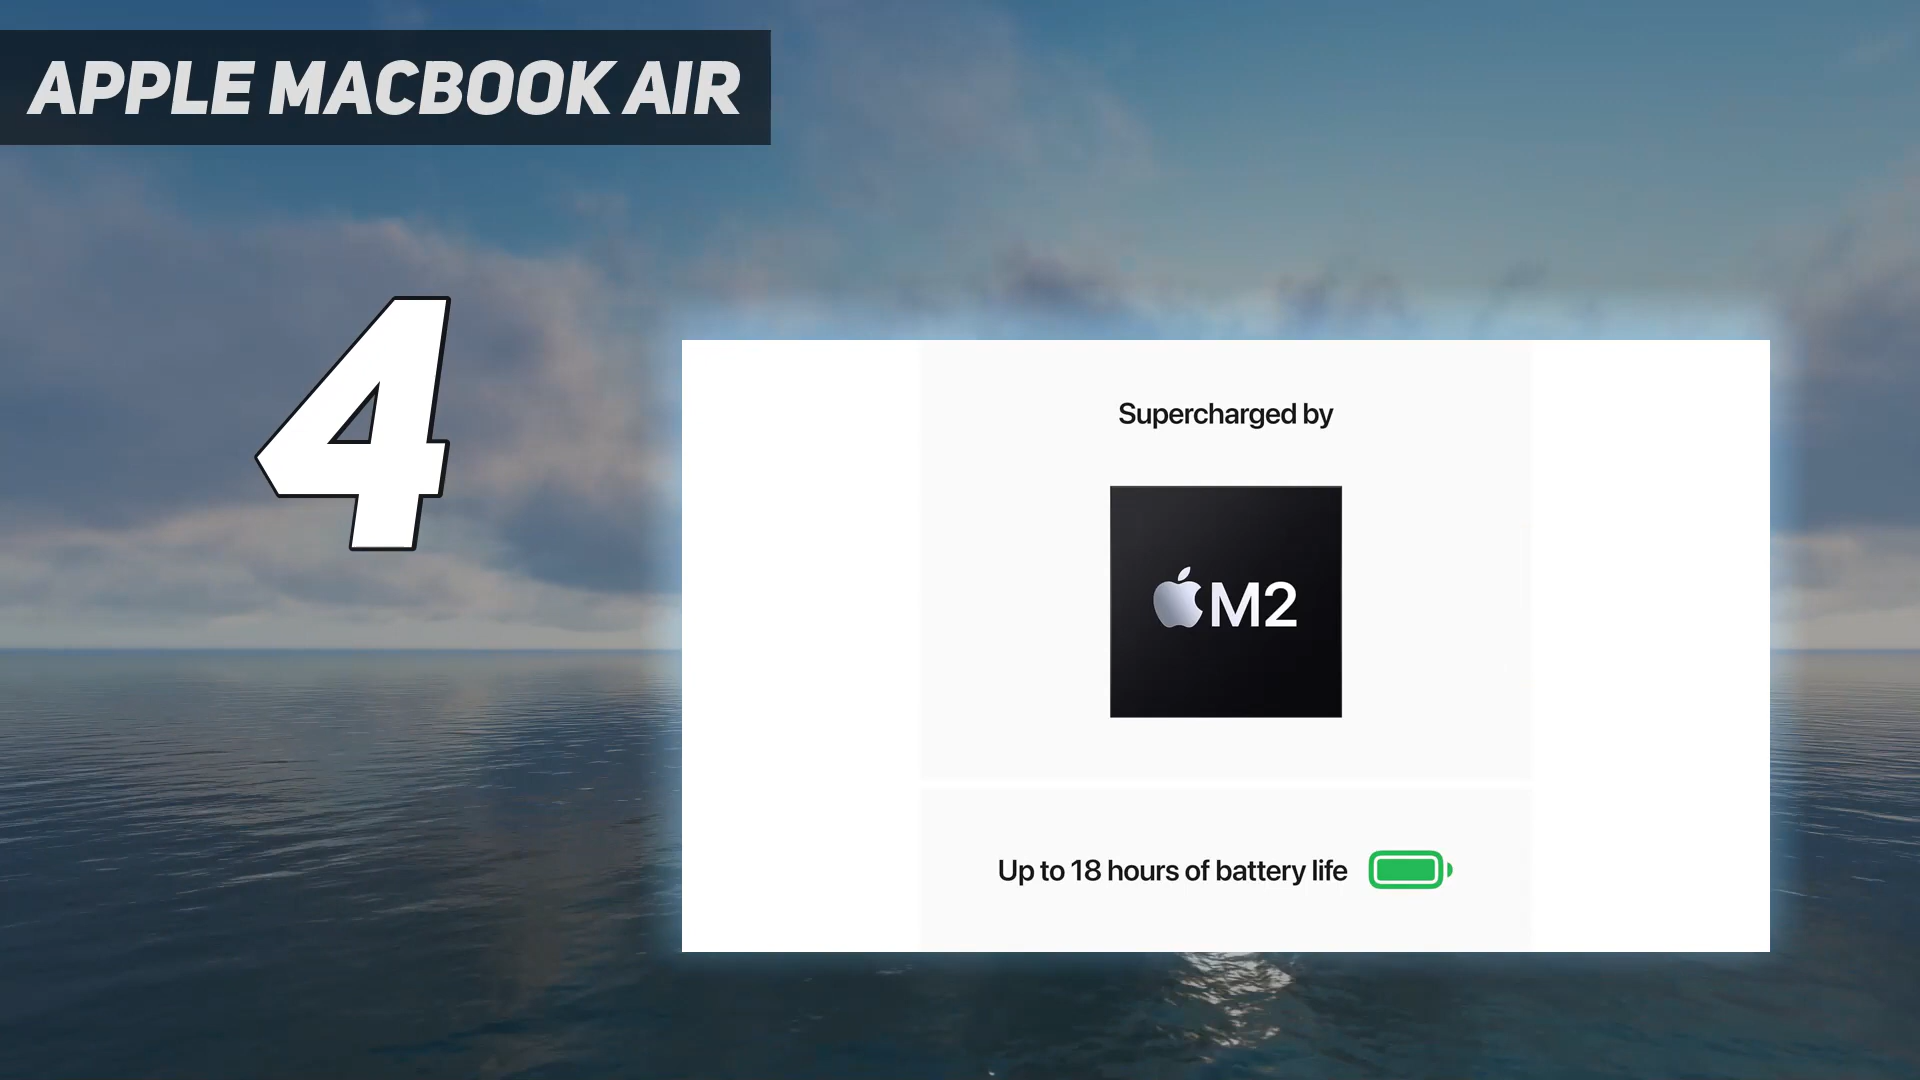 APPLE MACBOOK AIR
4
Supercharged by
M2
Up to 18 hours of battery life